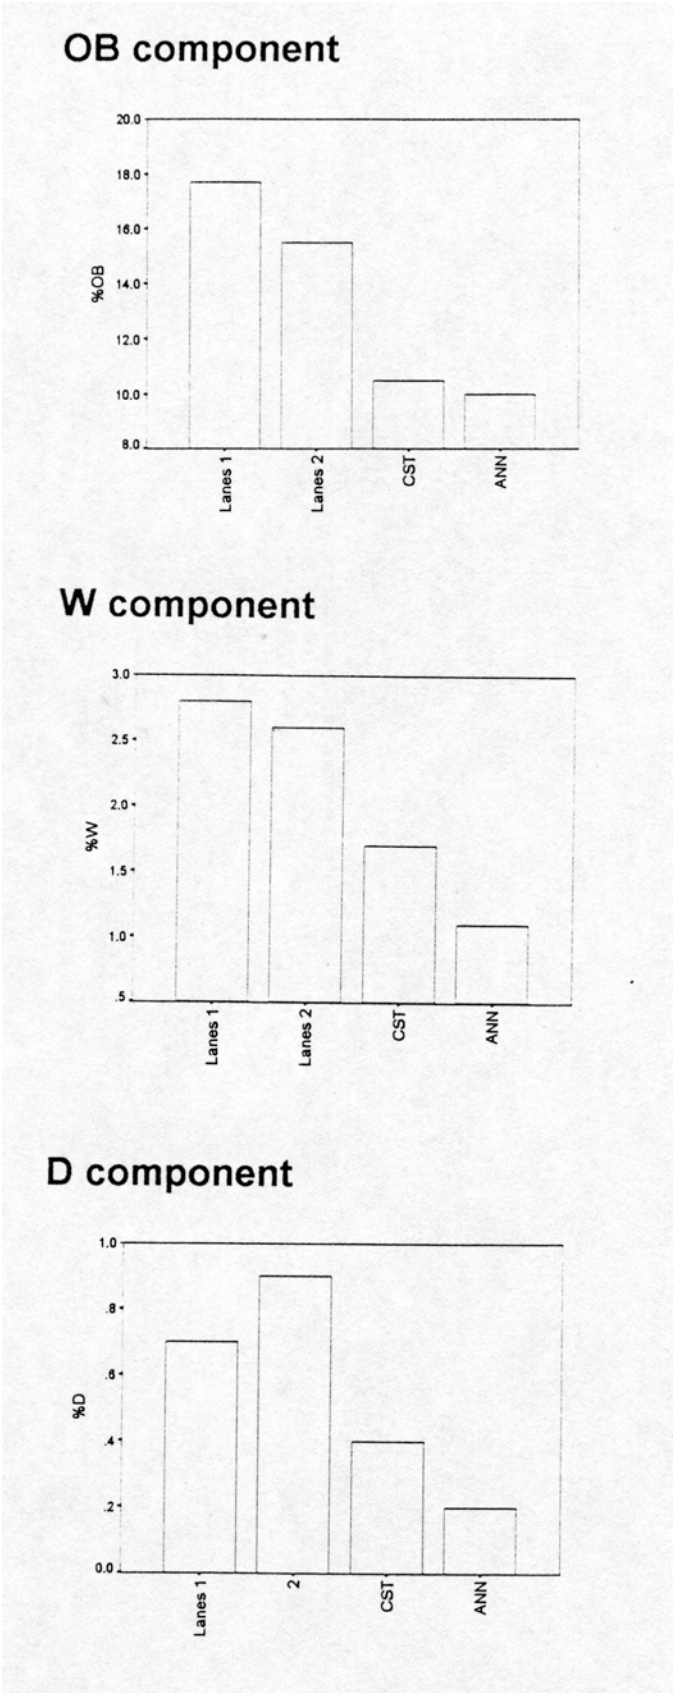 OB component
20.0
18.0
16.0
14.0
12.0
10.0
8.0
%OB
Lanes 1
Lanes 2
CST
ANN
W component
3.0
2.5
2.0
1.5
1.0
.5
%W
Lanes 1
Lanes 2
CST
ANN
D component
1.0
.8
.6
.4
.2
0.0
%D
Lanes 1
2
CST
ANN